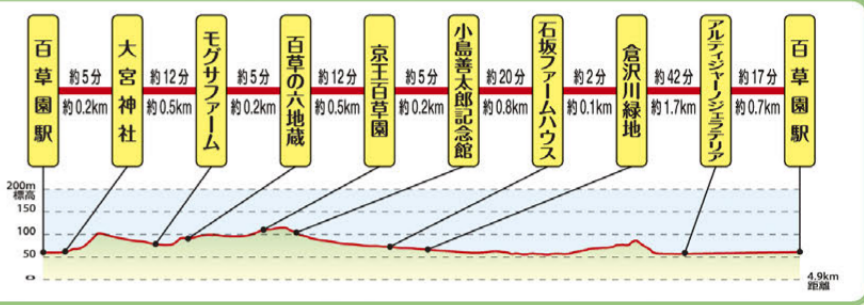 百草園駅
約5分
約0.2km
大宮神社
約12分
約0.5km
モグサファーム
約5分
約0.2km
百草の六地蔵
約12分
約0.5km
京王百草園
約5分
約0.2km
小島善太郎記念館
約20分
約0.8km
石坂ファームハウス
約2分
約0.1km
倉沢川緑地
約42分
約1.7km
アルティジャーノジェラテリア
約17分
約0.7km
百草園駅
200m
標高
150
100
50
0
4.9km
距離